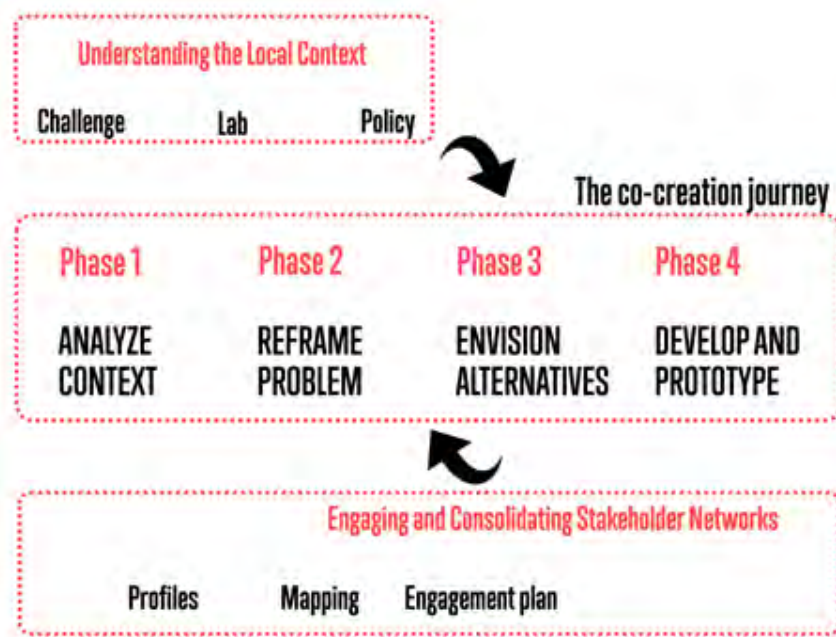 Understanding the Local Context
Challenge Lab Policy
The co-creation journey
Phase 1 Phase 2 Phase 3 Phase 4
ANALYZE CONTEXT
REFRAME PROBLEM
ENVISION ALTERNATIVES
DEVELOP AND PROTOTYPE
Engaging and Consolidating Stakeholder Networks
Profiles Mapping Engagement plan